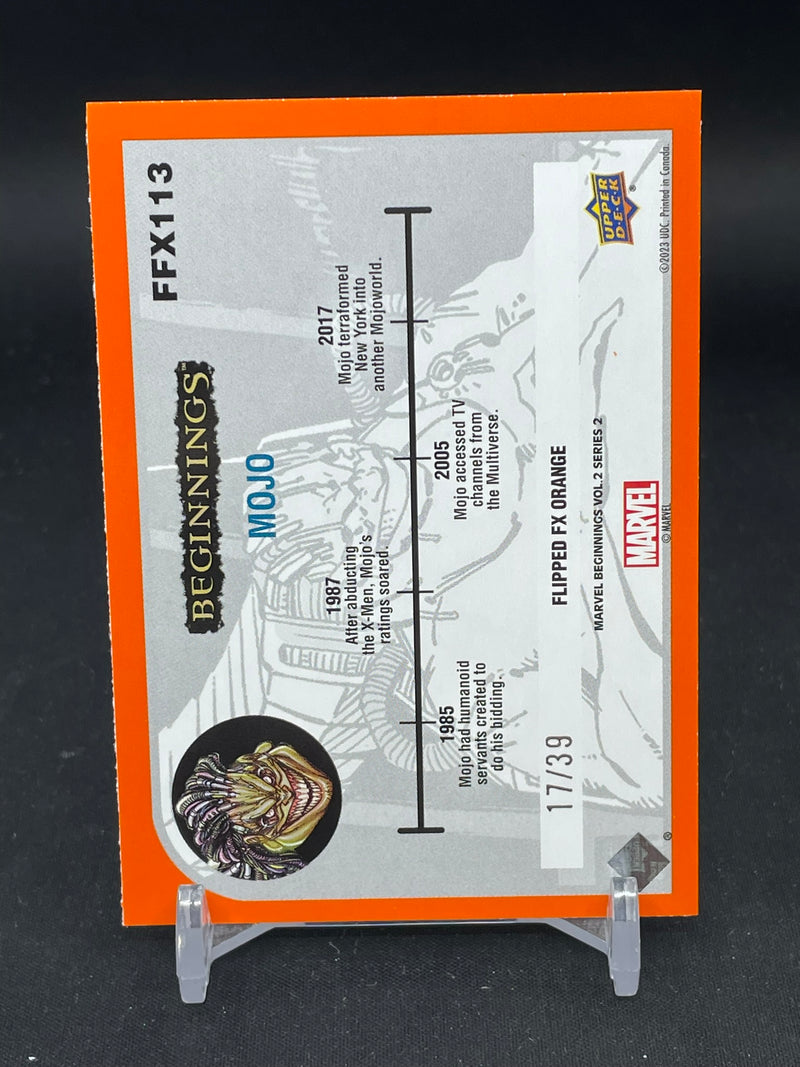 BEGINNINGS™
FFX113
MOJO
1987
After abducting
the X-Men, Mojo's
ratings soared.
2017
Mojo terraformed
New York into
another Mojoworld.
1985
Mojo had humanoid
servants created to
do his bidding.
2005
Mojo accessed TV
channels from
the Multiverse.
17/39
FLIPPED FX ORANGE
MARVEL BEGINNINGS VOL. 2 SERIES 2
UPPER
D·E·C·K
®
®
MARVEL
© MARVEL
©2023 UDC. Printed in Canada.